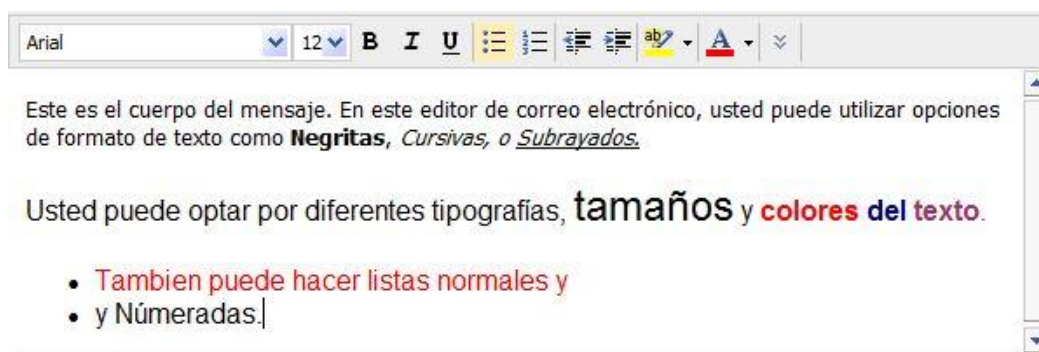 Arial 12 B I U ab A
Este es el cuerpo del mensaje. En este editor de correo electrónico, usted puede utilizar opciones
de formato de texto como Negritas, Cursivas, o Subrayados.
Usted puede optar por diferentes tipografías, tamaños y colores del texto.
• Tambien puede hacer listas normales y
• y Númeradas.